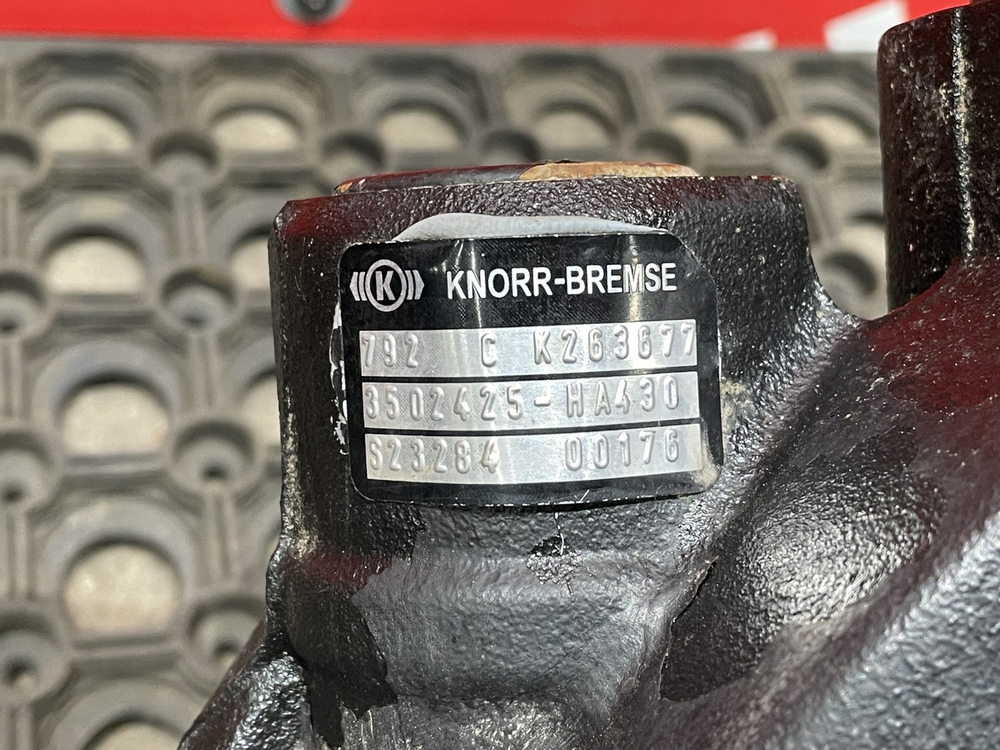 K KNORR-BREMSE
792 C K263677
3502425-HA430
S23284 00176